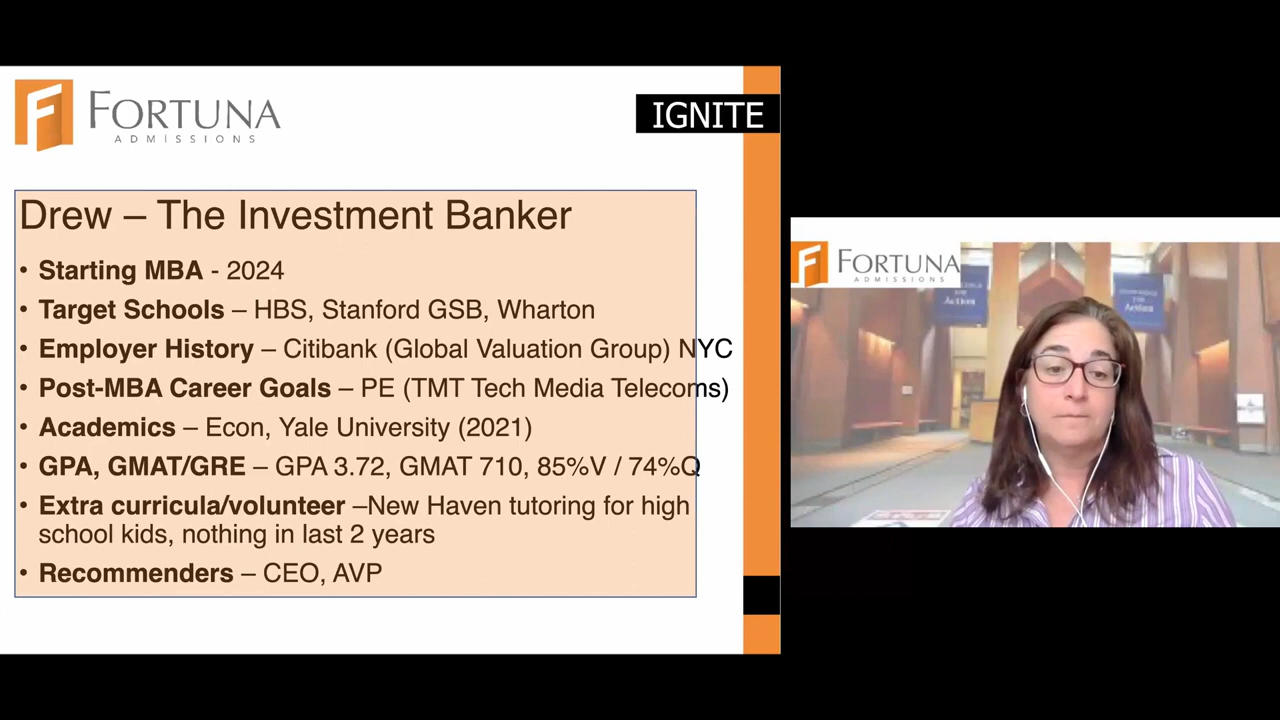 FORTUNA
ADMISSIONS
IGNITE
Drew – The Investment Banker
• Starting MBA - 2024
• Target Schools – HBS, Stanford GSB, Wharton
• Employer History – Citibank (Global Valuation Group) NYC
• Post-MBA Career Goals – PE (TMT Tech Media Telecoms)
• Academics – Econ, Yale University (2021)
• GPA, GMAT/GRE – GPA 3.72, GMAT 710, 85%V / 74%Q
• Extra curricula/volunteer –New Haven tutoring for high
school kids, nothing in last 2 years
• Recommenders – CEO, AVP
FORTUNA
ADMISSIONS
Action
Action